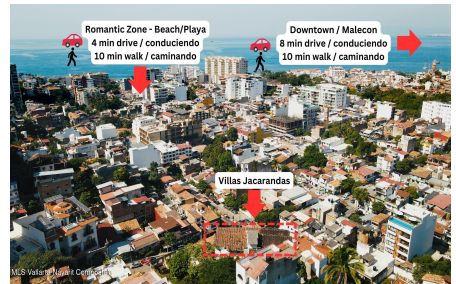 Romantic Zone - Beach/Playa
4 min drive / conduciendo
10 min walk / caminando
Downtown / Malecon
8 min drive / conduciendo
10 min walk / caminando
Villas Jacarandas
MLS Vallarta Nayarit Compostela